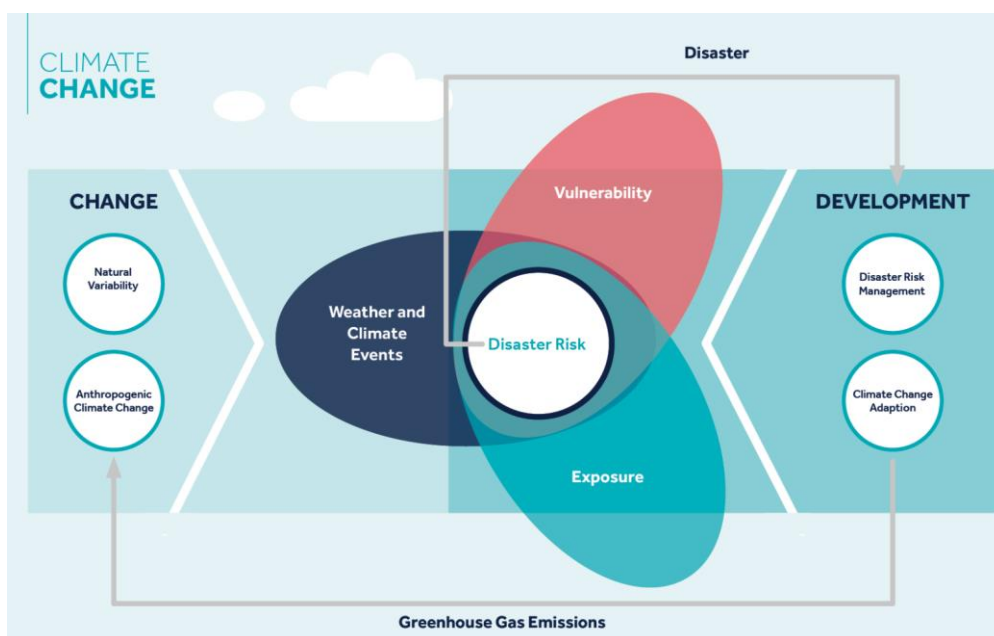 CLIMATE
CHANGE
Disaster
CHANGE
Natural
Variability
Anthropogenic
Climate Change
Weather and
Climate
Events
Vulnerability
Disaster Risk
Exposure
DEVELOPMENT
Disaster Risk
Management
Climate Change
Adaption
Greenhouse Gas Emissions